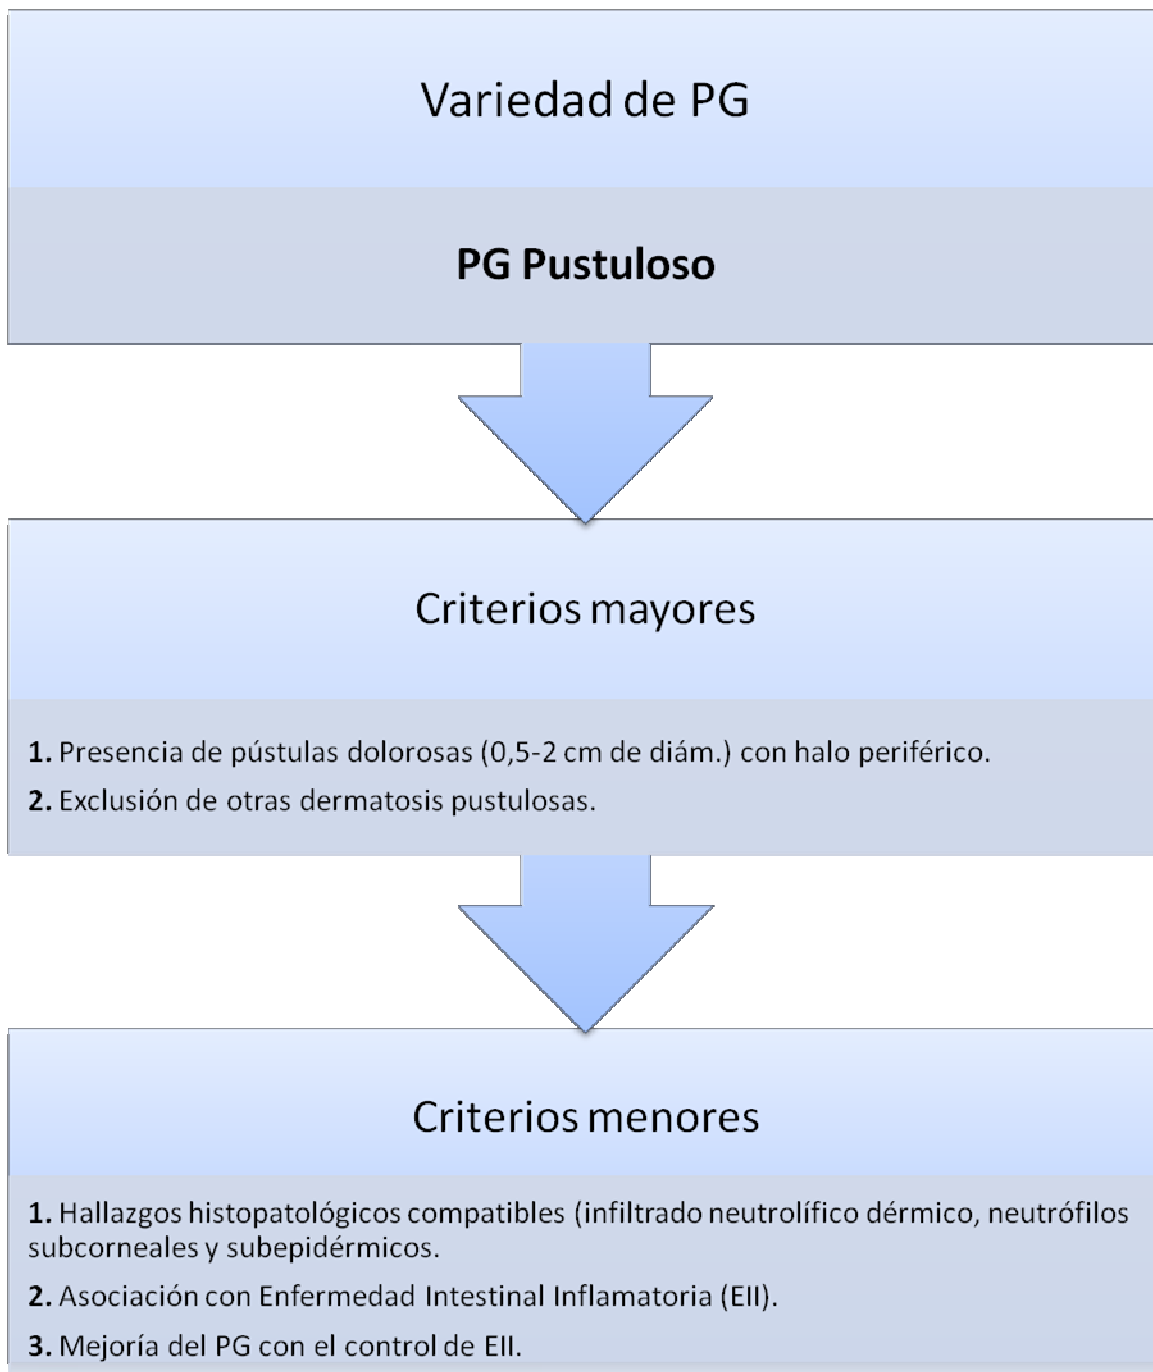 Variedad de PG
PG Pustuloso
Criterios mayores
1. Presencia de pústulas dolorosas (0,5-2 cm de diám.) con halo periférico.
2. Exclusión de otras dermatosis pustulosas.
Criterios menores
1. Hallazgos histopatológicos compatibles (infiltrado neutrolífico dérmico, neutrófilos
subcorneales y subepidérmicos.
2. Asociación con Enfermedad Intestinal Inflamatoria (EII).
3. Mejoría del PG con el control de EII.